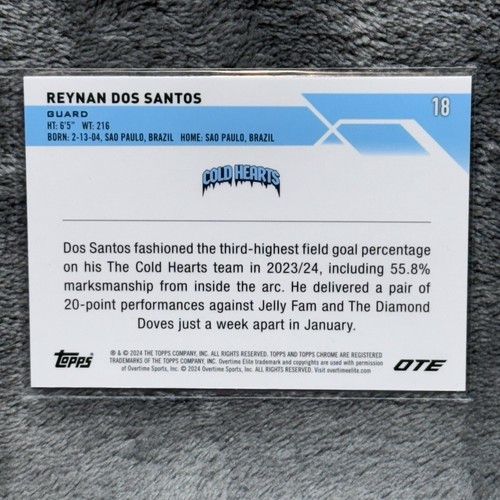 REYNAN DOS SANTOS
18
GUARD
HT: 6'5" WT: 216
BORN: 2-13-04, SAO PAULO, BRAZIL HOME: SAO PAULO, BRAZIL
COLD HEARTS
Dos Santos fashioned the third-highest field goal percentage
on his The Cold Hearts team in 2023/24, including 55.8%
marksmanship from inside the arc. He delivered a pair of
20-point performances against Jelly Fam and The Diamond
Doves just a week apart in January.
Topps
® & © 2024 THE TOPPS COMPANY, INC. ALL RIGHTS RESERVED. TOPPS AND TOPPS CHROME ARE REGISTERED
TRADEMARKS OF THE TOPPS COMPANY, INC. Overtime Elite trademark and copyrights are used with permission
of Overtime Sports, Inc. © 2024 Overtime Sports, Inc. ALL RIGHTS RESERVED. Visit overtimeelite.com
OTE